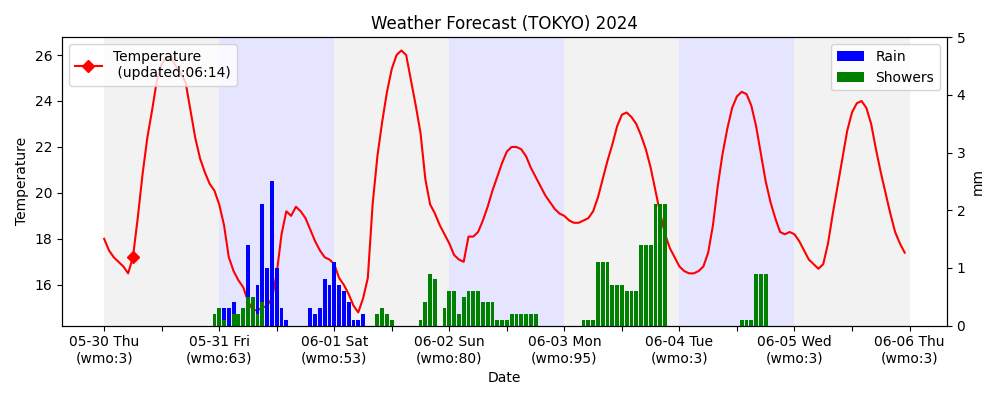 Weather Forecast (TOKYO) 2024
Temperature
(updated:06:14)
Rain
Showers
26
24
22
20
18
16
Temperature
5
4
3
2
1
0
mm
05-30 Thu
(wmo:3)
05-31 Fri
(wmo:63)
06-01 Sat
(wmo:53)
06-02 Sun
(wmo:80)
06-03 Mon
(wmo:95)
06-04 Tue
(wmo:3)
06-05 Wed
(wmo:3)
06-06 Thu
(wmo:3)
Date